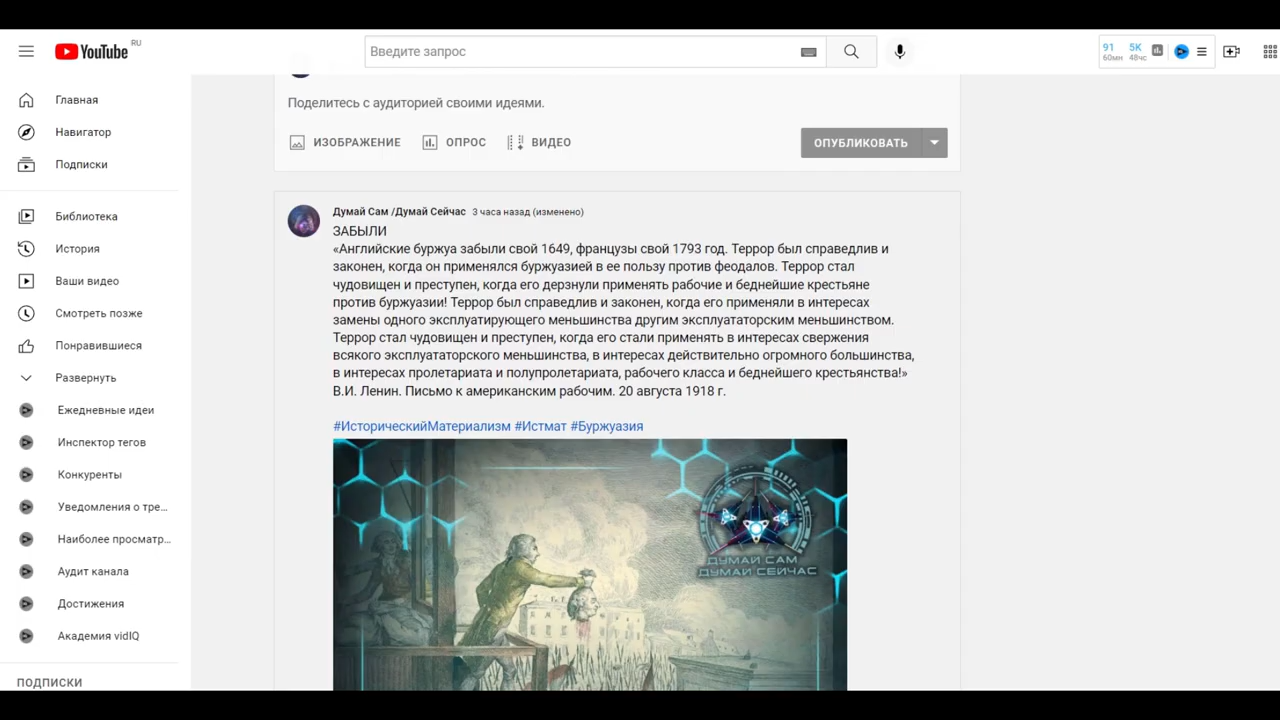 YouTube RU
Введите запрос
91 5K
60мн 48чс
Главная
Навигатор
Подписки
Библиотека
История
Ваши видео
Смотреть позже
Понравившиеся
Развернуть
Ежедневные идеи
Инспектор тегов
Конкуренты
Уведомления о тре...
Наиболее просматр...
Аудит канала
Достижения
Академия vidIQ
ПОДПИСКИ
Поделитесь с аудиторией своими идеями.
ИЗОБРАЖЕНИЕ ОПРОС ВИДЕО ОПУБЛИКОВАТЬ
Думай Сам /Думай Сейчас 3 часа назад (изменено)
ЗАБЫЛИ
«Английские буржуа забыли свой 1649, французы свой 1793 год. Террор был справедлив и
законен, когда он применялся буржуазией в ее пользу против феодалов. Террор стал
чудовищен и преступен, когда его дерзнули применять рабочие и беднейшие крестьяне
против буржуазии! Террор был справедлив и законен, когда его применяли в интересах
замены одного эксплуатирующего меньшинства другим эксплуататорским меньшинством.
Террор стал чудовищен и преступен, когда его стали применять в интересах свержения
всякого эксплуататорского меньшинства, в интересах действительно огромного большинства,
в интересах пролетариата и полупролетариата, рабочего класса и беднейшего крестьянства!»
В.И. Ленин. Письмо к американским рабочим. 20 августа 1918 г.
#ИсторическийМатериализм #Истмат #Буржуазия
ДУМАЙ САМ
ДУМАЙ СЕЙЧАС